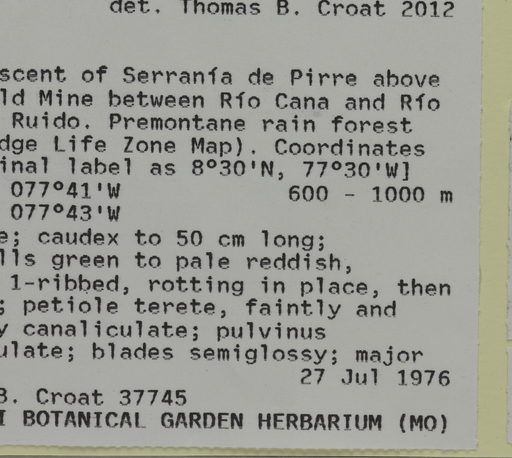 det. Thomas B. Croat 2012
scent of Serranía de Pirre above
ld Mine between Río Cana and Río
Ruido. Premontane rain forest
dge Life Zone Map). Coordinates
inal label as 8°30'N, 77°30'W]
077°41'W 600 - 1000 m
077°43'W
e; caudex to 50 cm long;
lls green to pale reddish,
1-ribbed, rotting in place, then
; petiole terete, faintly and
y canaliculate; pulvinus
ulate; blades semiglossy; major
27 Jul 1976
B. Croat 37745
I BOTANICAL GARDEN HERBARIUM (MO)